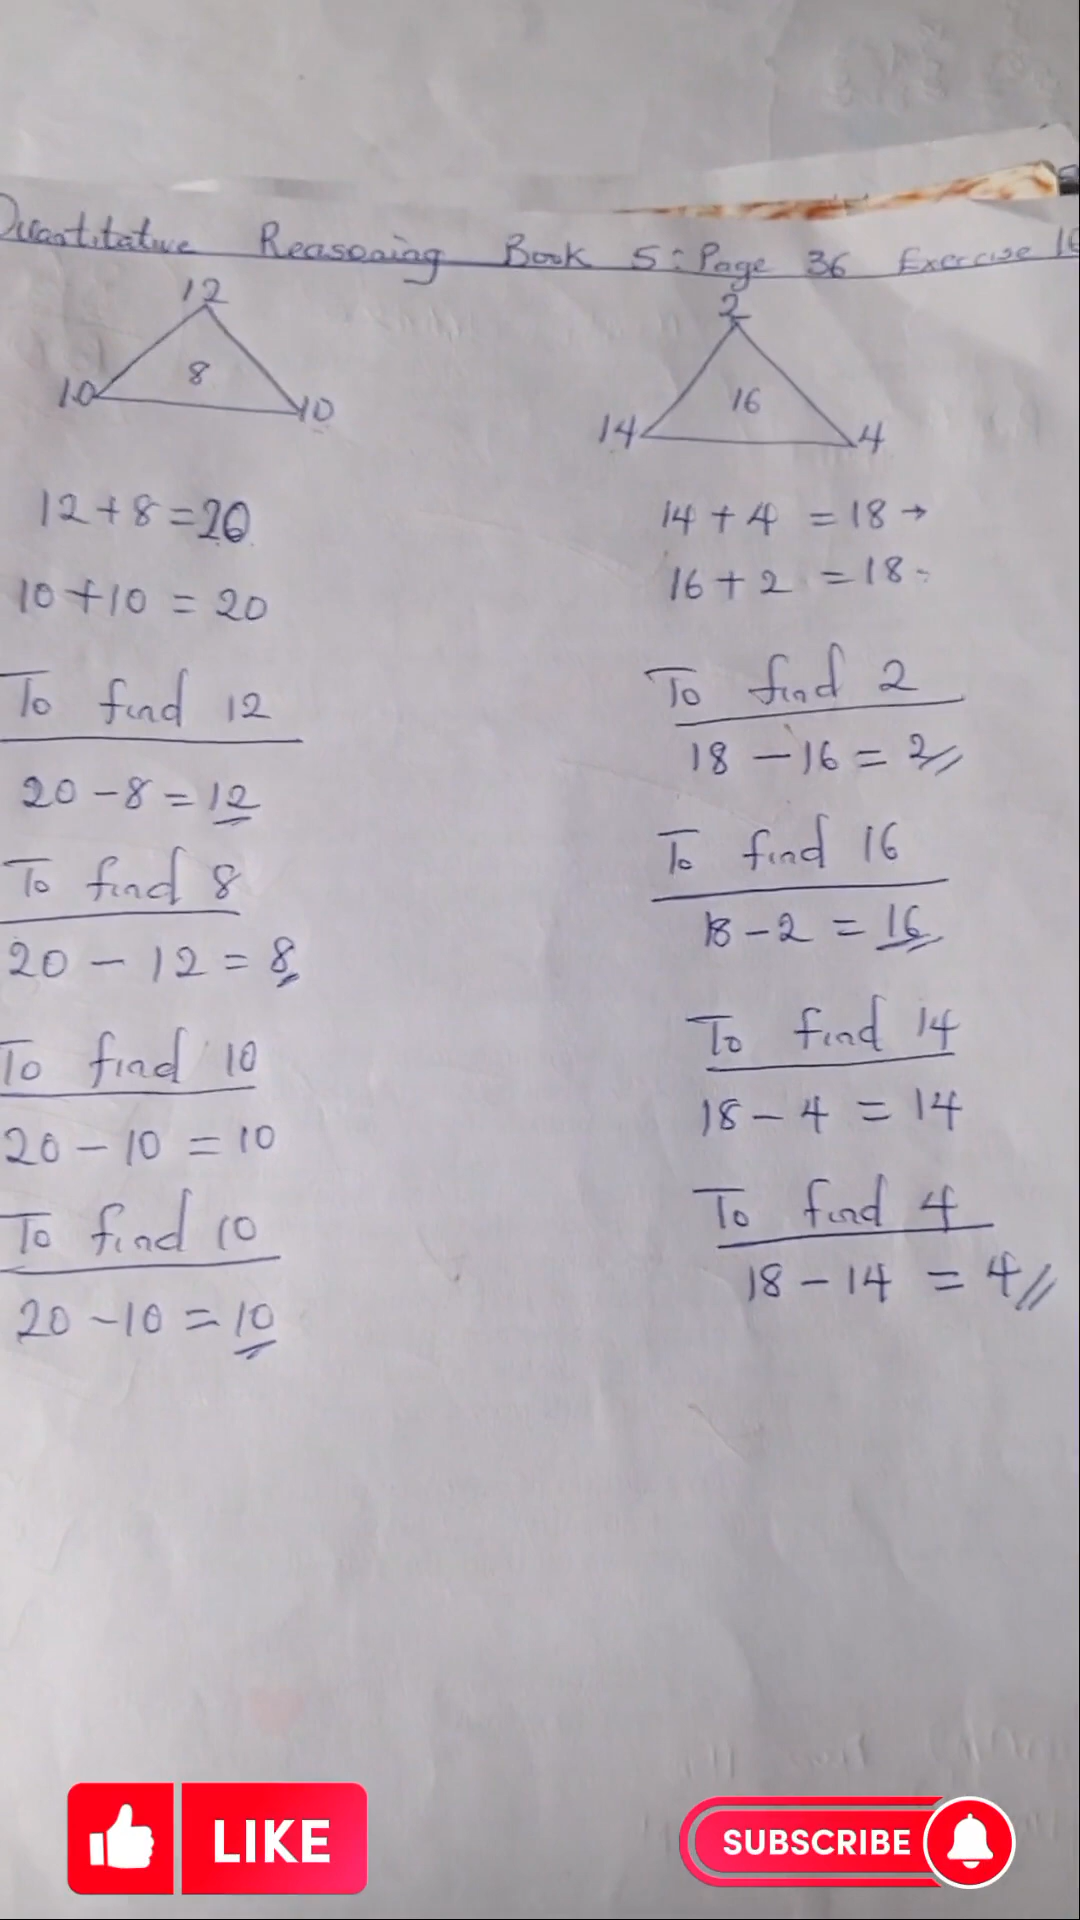 Quantitative Reasoning Book 5: Page 36 Exercise 16
12
8
10
10
12+8=20
10+10=20
To find 12
20-8=12
To find 8
20-12=8
To find 10
20-10=10
To find 10
20-10=10
2
16
14
4
14+4=18→
16+2=18
To find 2
18-16=2
To find 16
18-2=16
To find 14
18-4=14
To find 4
18-14=4
LIKE
SUBSCRIBE